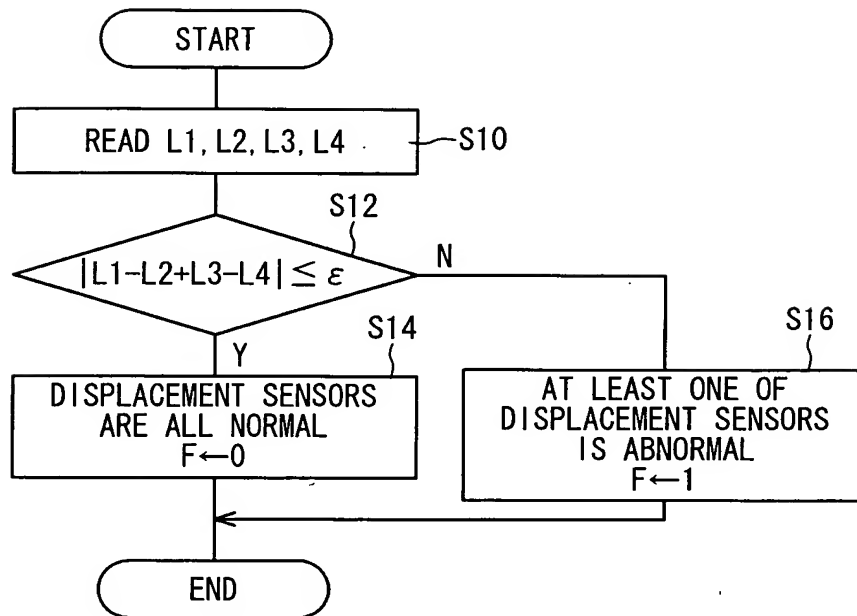 START
READ L1, L2, L3, L4
S10
S12
|L1-L2+L3-L4| ≤ ε
N
Y
S14
DISPLACEMENT SENSORS
ARE ALL NORMAL
F←0
S16
AT LEAST ONE OF
DISPLACEMENT SENSORS
IS ABNORMAL
F←1
END